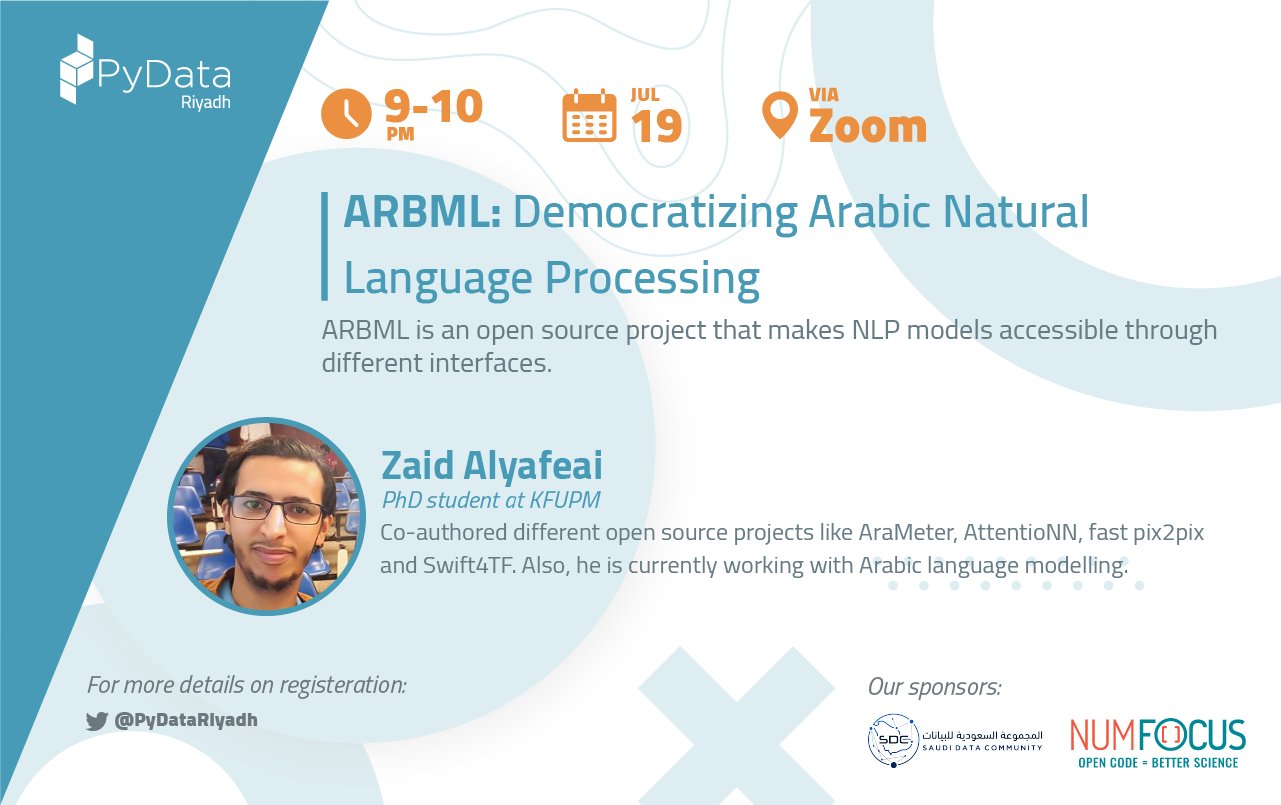 PyData
Riyadh
9-10
PM
JUL
19
VIA
Zoom
ARBML: Democratizing Arabic Natural
Language Processing
ARBML is an open source project that makes NLP models accessible through
different interfaces.
Zaid Alyafeai
PhD student at KFUPM
Co-authored different open source projects like AraMeter, AttentioNN, fast pix2pix
and Swift4TF. Also, he is currently working with Arabic language modelling.
For more details on registeration:
@PyDataRiyadh
Our sponsors:
SDC
المجموعة السعودية للبيانات
SAUDI DATA COMMUNITY
NUMFOCUS
OPEN CODE = BETTER SCIENCE